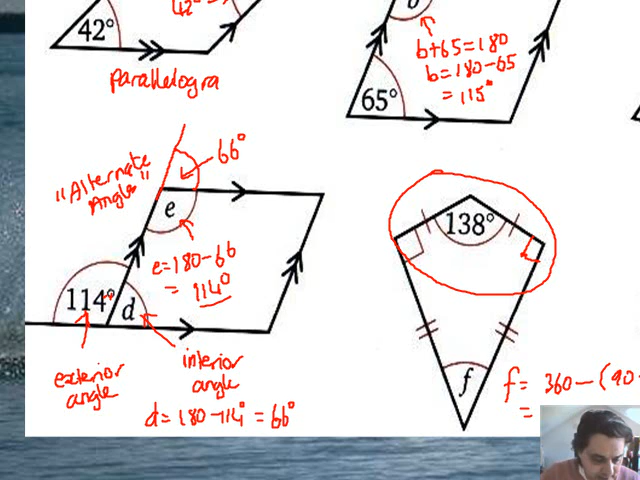 42°
42°
Parallelogra
b
b+65=180
b=180-65
=115°
65°
"Alternate
Angle"
66°
e
e=180-66
= 114°
114°
d
exterior
angle
interior
angle
d=180-114°=66°
138°
f
f= 360-(90-
=